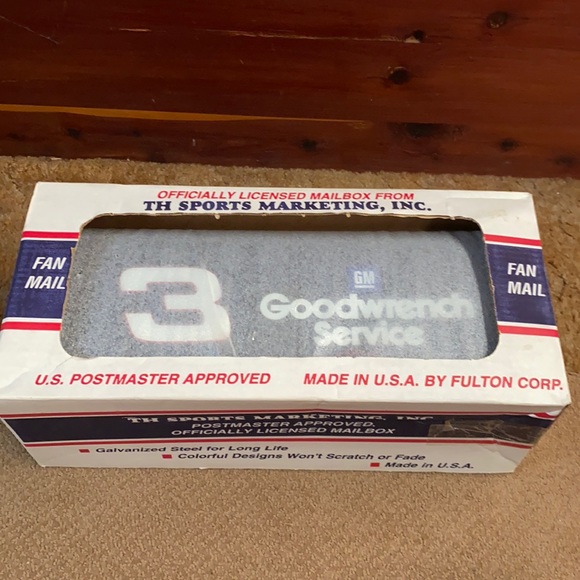 OFFICIALLY LICENSED MAILBOX FROM
TH SPORTS MARKETING, INC.
FAN MAIL
3
GM
Goodwrench
Service
FAN MAIL
U.S. POSTMASTER APPROVED
MADE IN U.S.A. BY FULTON CORP.
TH SPORTS MARKETING, INC
POSTMASTER APPROVED,
OFFICIALLY LICENSED MAILBOX
Galvanized Steel for Long Life
Colorful Designs Won't Scratch or Fade
Made in U.S.A.